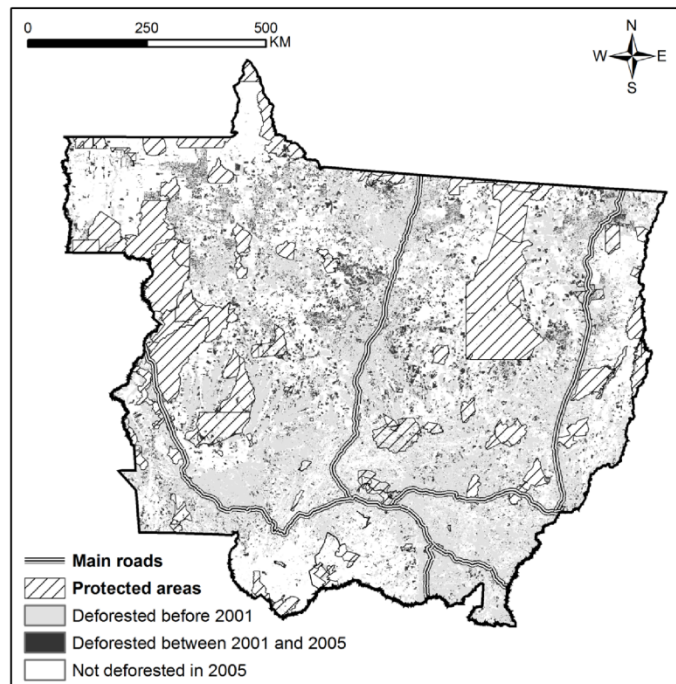 0 250 500
KM
N
W E
S
Main roads
Protected areas
Deforested before 2001
Deforested between 2001 and 2005
Not deforested in 2005